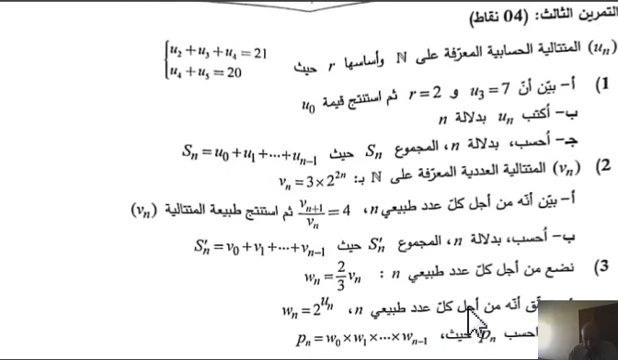 التمرين الثالث: (04 نقاط)
(u_n) المتتالية الحسابية المعرّفة على ℕ وأساسها r حيث { u_2 + u_3 + u_4 = 21
u_4 + u_5 = 20
1) أ- بيّن أنّ u_3 = 7 و r = 2 ثم استنتج قيمة u_0
ب- أكتب u_n بدلالة n
جـ- أحسب، بدلالة n، المجموع S_n حيث S_n = u_0 + u_1 + ⋯ + u_{n-1}
2) (v_n) المتتالية العددية المعرّفة على ℕ بـ: v_n = 3 × 2^{2n}
أ- بيّن أنّه من أجل كلّ عدد طبيعي n، v_{n+1}/v_n = 4 ثم استنتج طبيعة المتتالية (v_n)
ب- أحسب، بدلالة n، المجموع S'_n حيث S'_n = v_0 + v_1 + ⋯ + v_{n-1}
3) نضع من أجل كلّ عدد طبيعي n : w_n = 2/3 v_n
أنّه من أجل كلّ عدد طبيعي n، w_n = 2^{u_n}
احسب p_n حيث، p_n = w_0 × w_1 × ⋯ × w_{n-1}